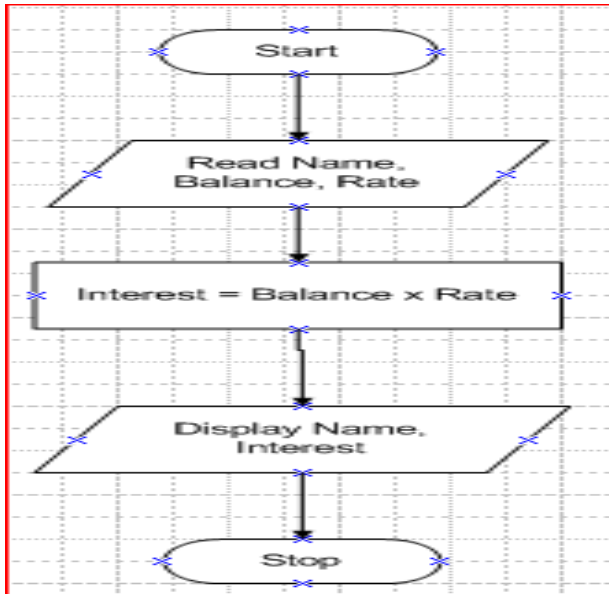 Start
Read Name,
Balance, Rate
Interest = Balance x Rate
Display Name,
Interest
Stop